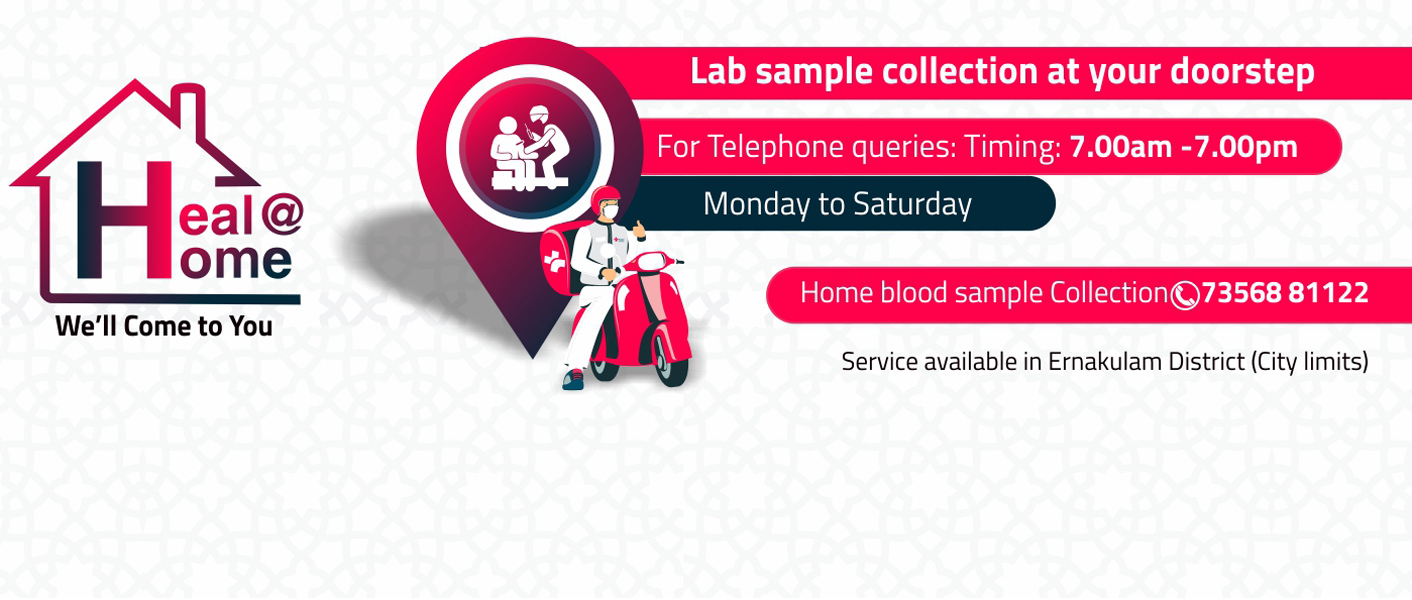 Heal @
Home
We'll Come to You
Lab sample collection at your doorstep
For Telephone queries: Timing: 7.00am -7.00pm
Monday to Saturday
Home blood sample Collection 73568 81122
Service available in Ernakulam District (City limits)